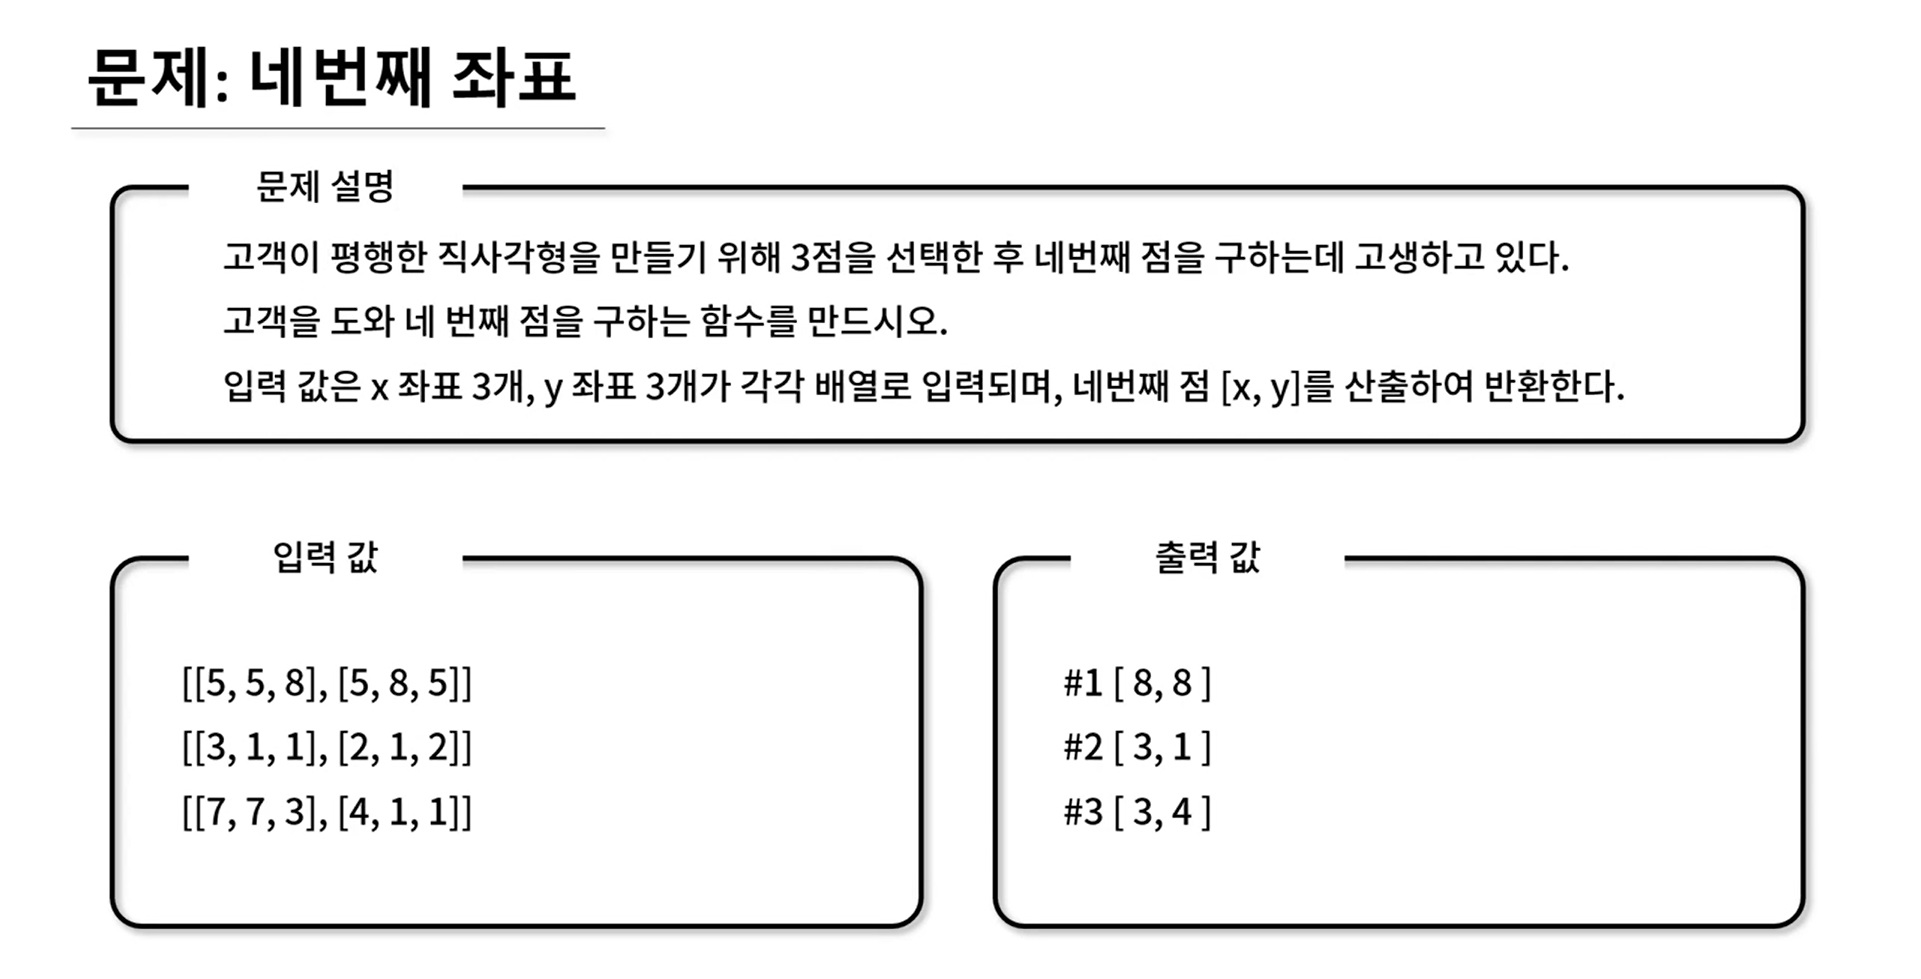 문제: 네번째 좌표
문제 설명
고객이 평행한 직사각형을 만들기 위해 3점을 선택한 후 네번째 점을 구하는데 고생하고 있다.
고객을 도와 네 번째 점을 구하는 함수를 만드시오.
입력 값은 x 좌표 3개, y 좌표 3개가 각각 배열로 입력되며, 네번째 점 [x, y]를 산출하여 반환한다.
입력 값
[[5, 5, 8], [5, 8, 5]]
[[3, 1, 1], [2, 1, 2]]
[[7, 7, 3], [4, 1, 1]]
출력 값
#1 [ 8, 8 ]
#2 [ 3, 1 ]
#3 [ 3, 4 ]